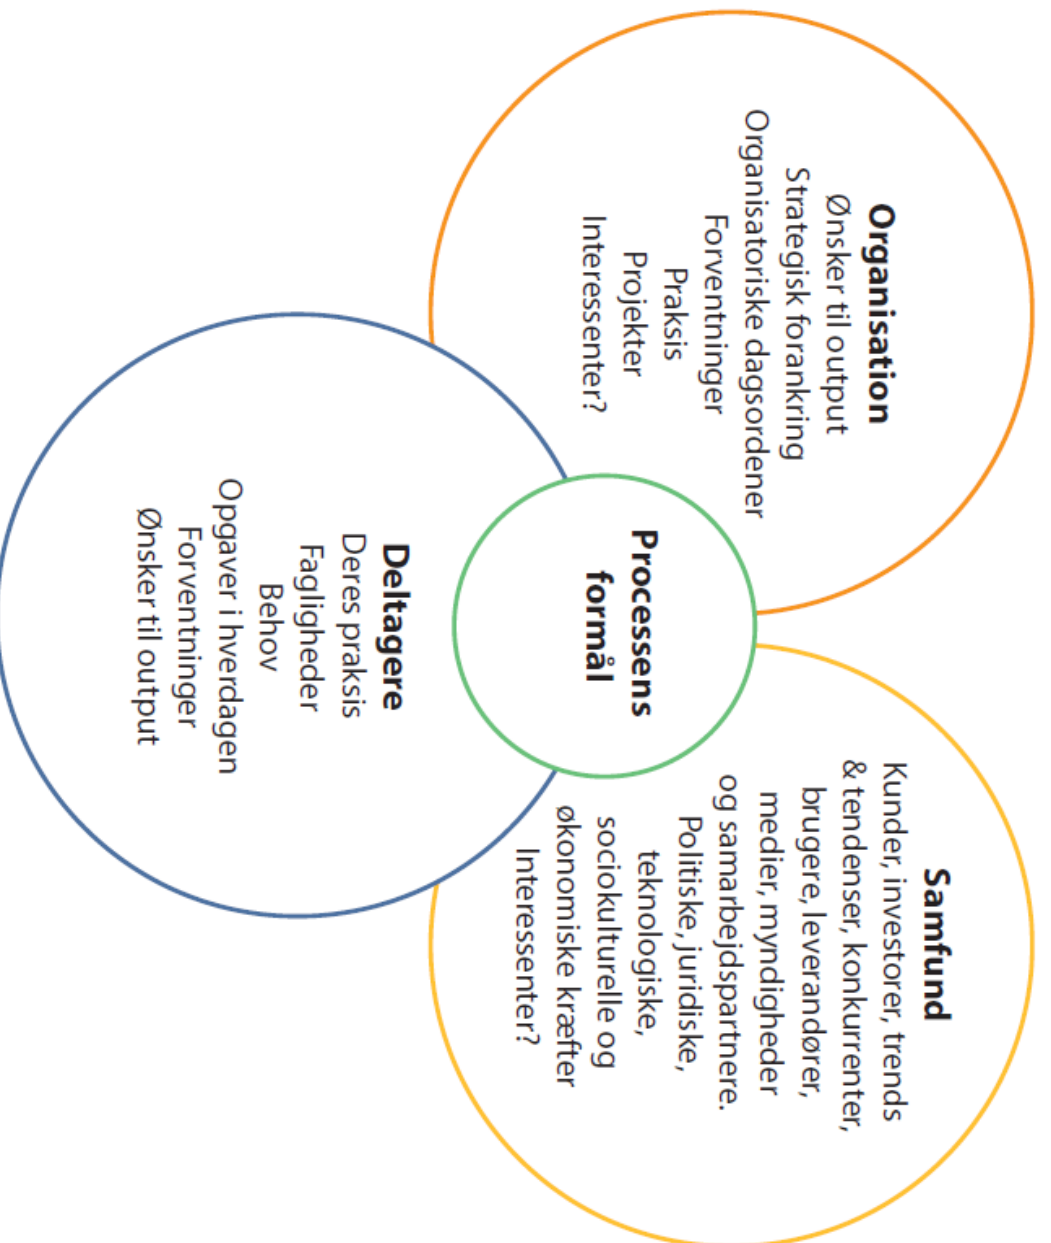 Organisation
Ønsker til output
Strategisk forankring
Organisatoriske dagsordener
Forventninger
Praksis
Projekter
Interessenter?
Samfund
Kunder, investorer, trends
& tendenser, konkurrenter,
brugere, leverandører,
medier, myndigheder
og samarbejdspartnere.
Politiske, juridiske,
teknologiske,
sociokulturelle og
økonomiske kræfter
Interessenter?
Processens
formål
Deltagere
Deres praksis
Fagligheder
Behov
Opgaver i hverdagen
Forventninger
Ønsker til output